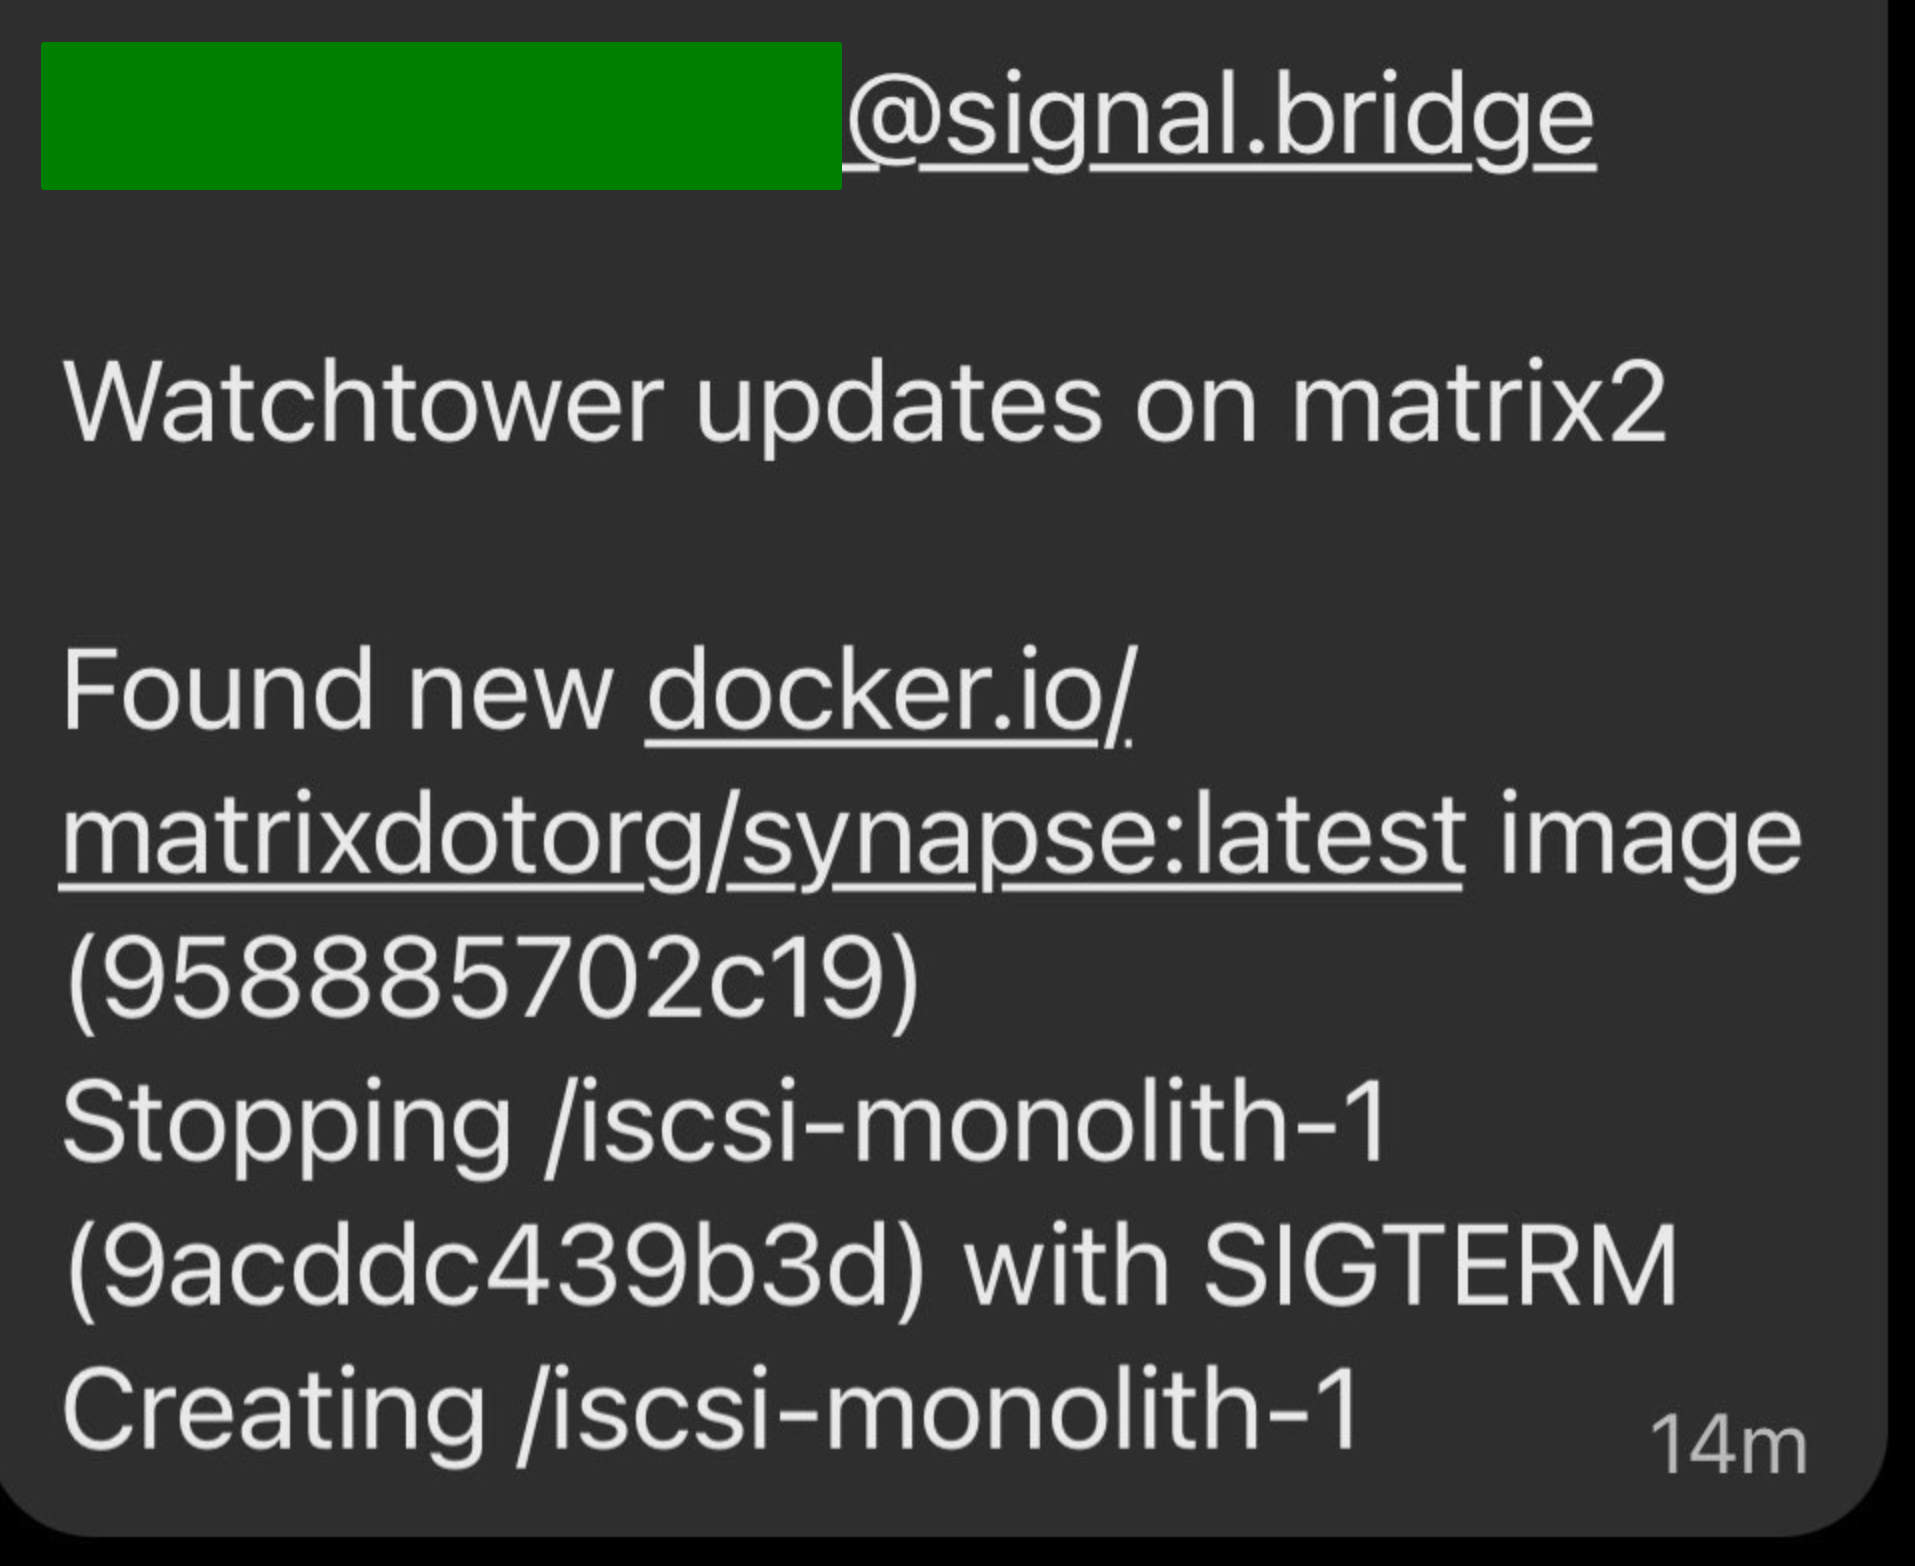 @signal.bridge
Watchtower updates on matrix2
Found new docker.io/
matrixdotorg/synapse:latest image
(958885702c19)
Stopping /iscsi-monolith-1
(9acddc439b3d) with SIGTERM
Creating /iscsi-monolith-1
14m